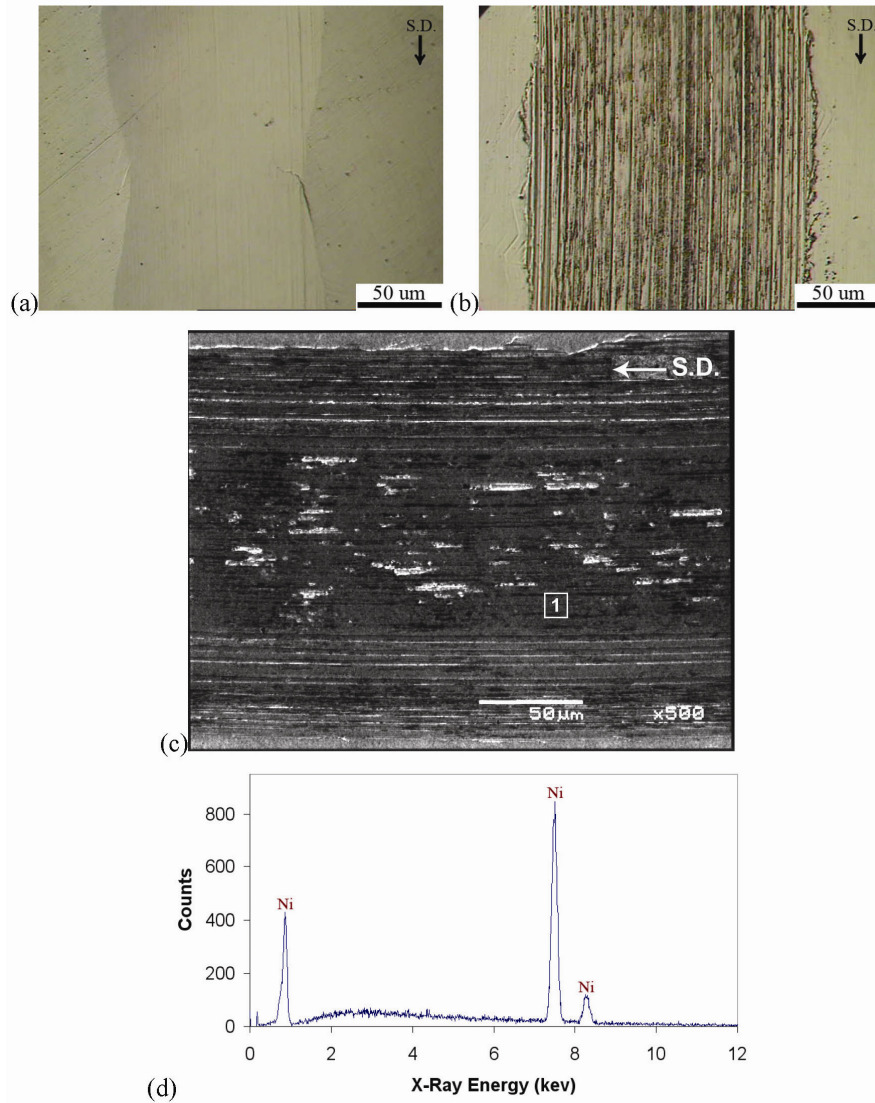 S.D.
50 um
(a)
S.D.
50 um
(b)
S.D.
1
50µm x500
(c)
800
600
400
200
0
Counts
Ni
Ni
Ni
0 2 4 6 8 10 12
X-Ray Energy (kev)
(d)